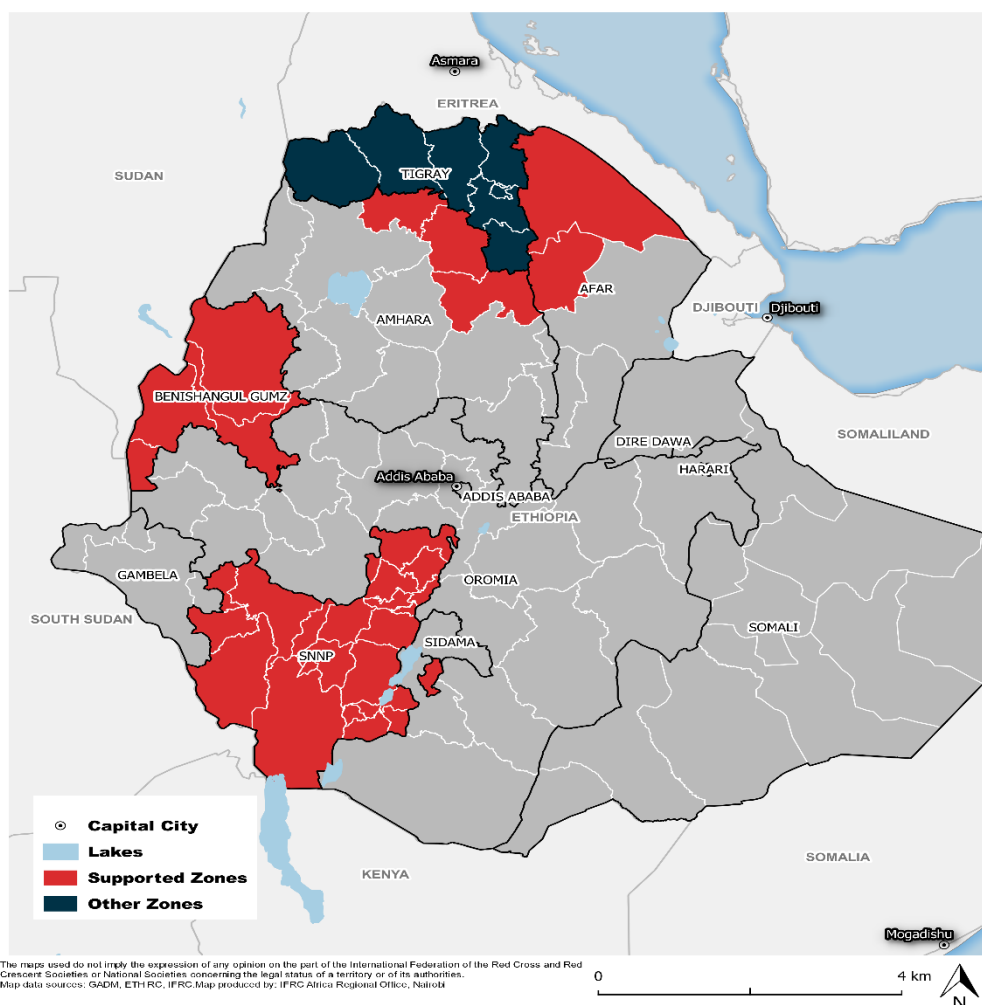 Asmara
ERITREA
SUDAN
TIGRAY
AFAR
DJIBOUTI
Djibouti
AMHARA
BENISHANGUL GUMZ
SOMALILAND
DIRE DAWA
HARARI
Addis Ababa
ADDIS ABABA
ETHIOPIA
GAMBELA
OROMIA
SOUTH SUDAN
SOMALI
SIDAMA
SNNP
Capital City
Lakes
Supported Zones
Other Zones
KENYA
SOMALIA
Mogadishu
The maps used do not imply the expression of any opinion on the part of the International Federation of the Red Cross and Red
Crescent Societies or National Societies concerning the legal status of a territory or of its authorities.
Map data sources: GADM, ETH RC, IFRC.Map produced by: IFRC Africa Regional Office, Nairobi
0
4 km
N